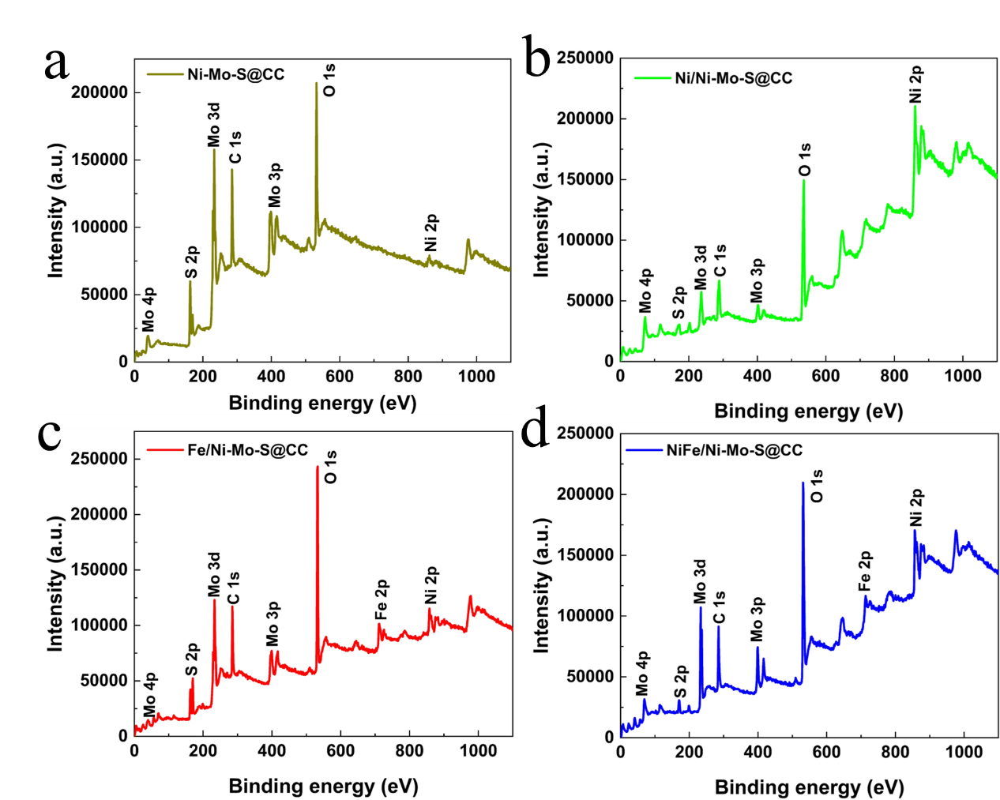 a
Ni-Mo-S@CC
Intensity (a.u.)
200000
150000
100000
50000
0
Mo 4p
S 2p
Mo 3d
C 1s
Mo 3p
O 1s
Ni 2p
0 200 400 600 800 1000
Binding energy (eV)
b
Ni/Ni-Mo-S@CC
Intensity (a.u.)
250000
200000
150000
100000
50000
0
Mo 4p
S 2p
Mo 3d
C 1s
Mo 3p
O 1s
Ni 2p
0 200 400 600 800 1000
Binding energy (eV)
c
Fe/Ni-Mo-S@CC
Intensity (a.u.)
250000
200000
150000
100000
50000
0
Mo 4p
S 2p
Mo 3d
C 1s
Mo 3p
O 1s
Fe 2p
Ni 2p
0 200 400 600 800 1000
Binding energy (eV)
d
NiFe/Ni-Mo-S@CC
Intensity (a.u.)
250000
200000
150000
100000
50000
0
Mo 4p
S 2p
Mo 3d
C 1s
Mo 3p
O 1s
Fe 2p
Ni 2p
0 200 400 600 800 1000
Binding energy (eV)